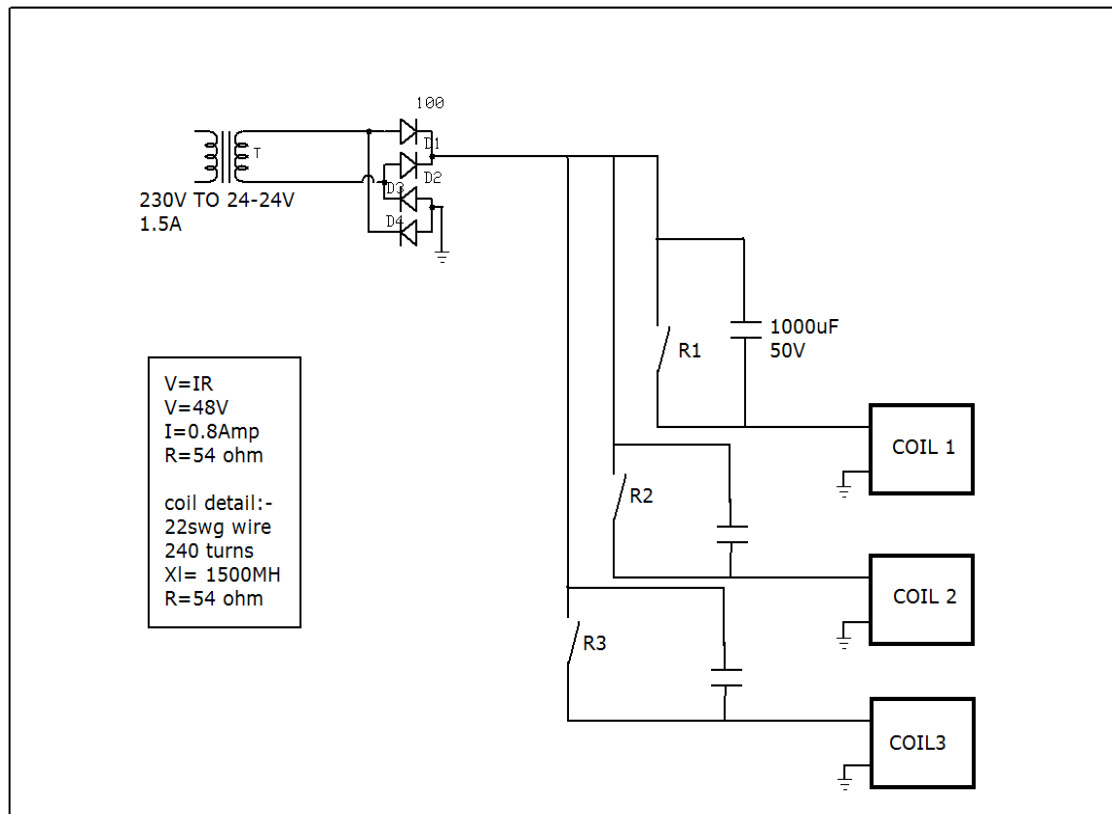 100
D1
D2
D3
D4
T
230V TO 24-24V
1.5A
R1
1000uF
50V
V=IR
V=48V
I=0.8Amp
R=54 ohm
coil detail:-
22swg wire
240 turns
Xl= 1500MH
R=54 ohm
COIL 1
R2
COIL 2
R3
COIL3